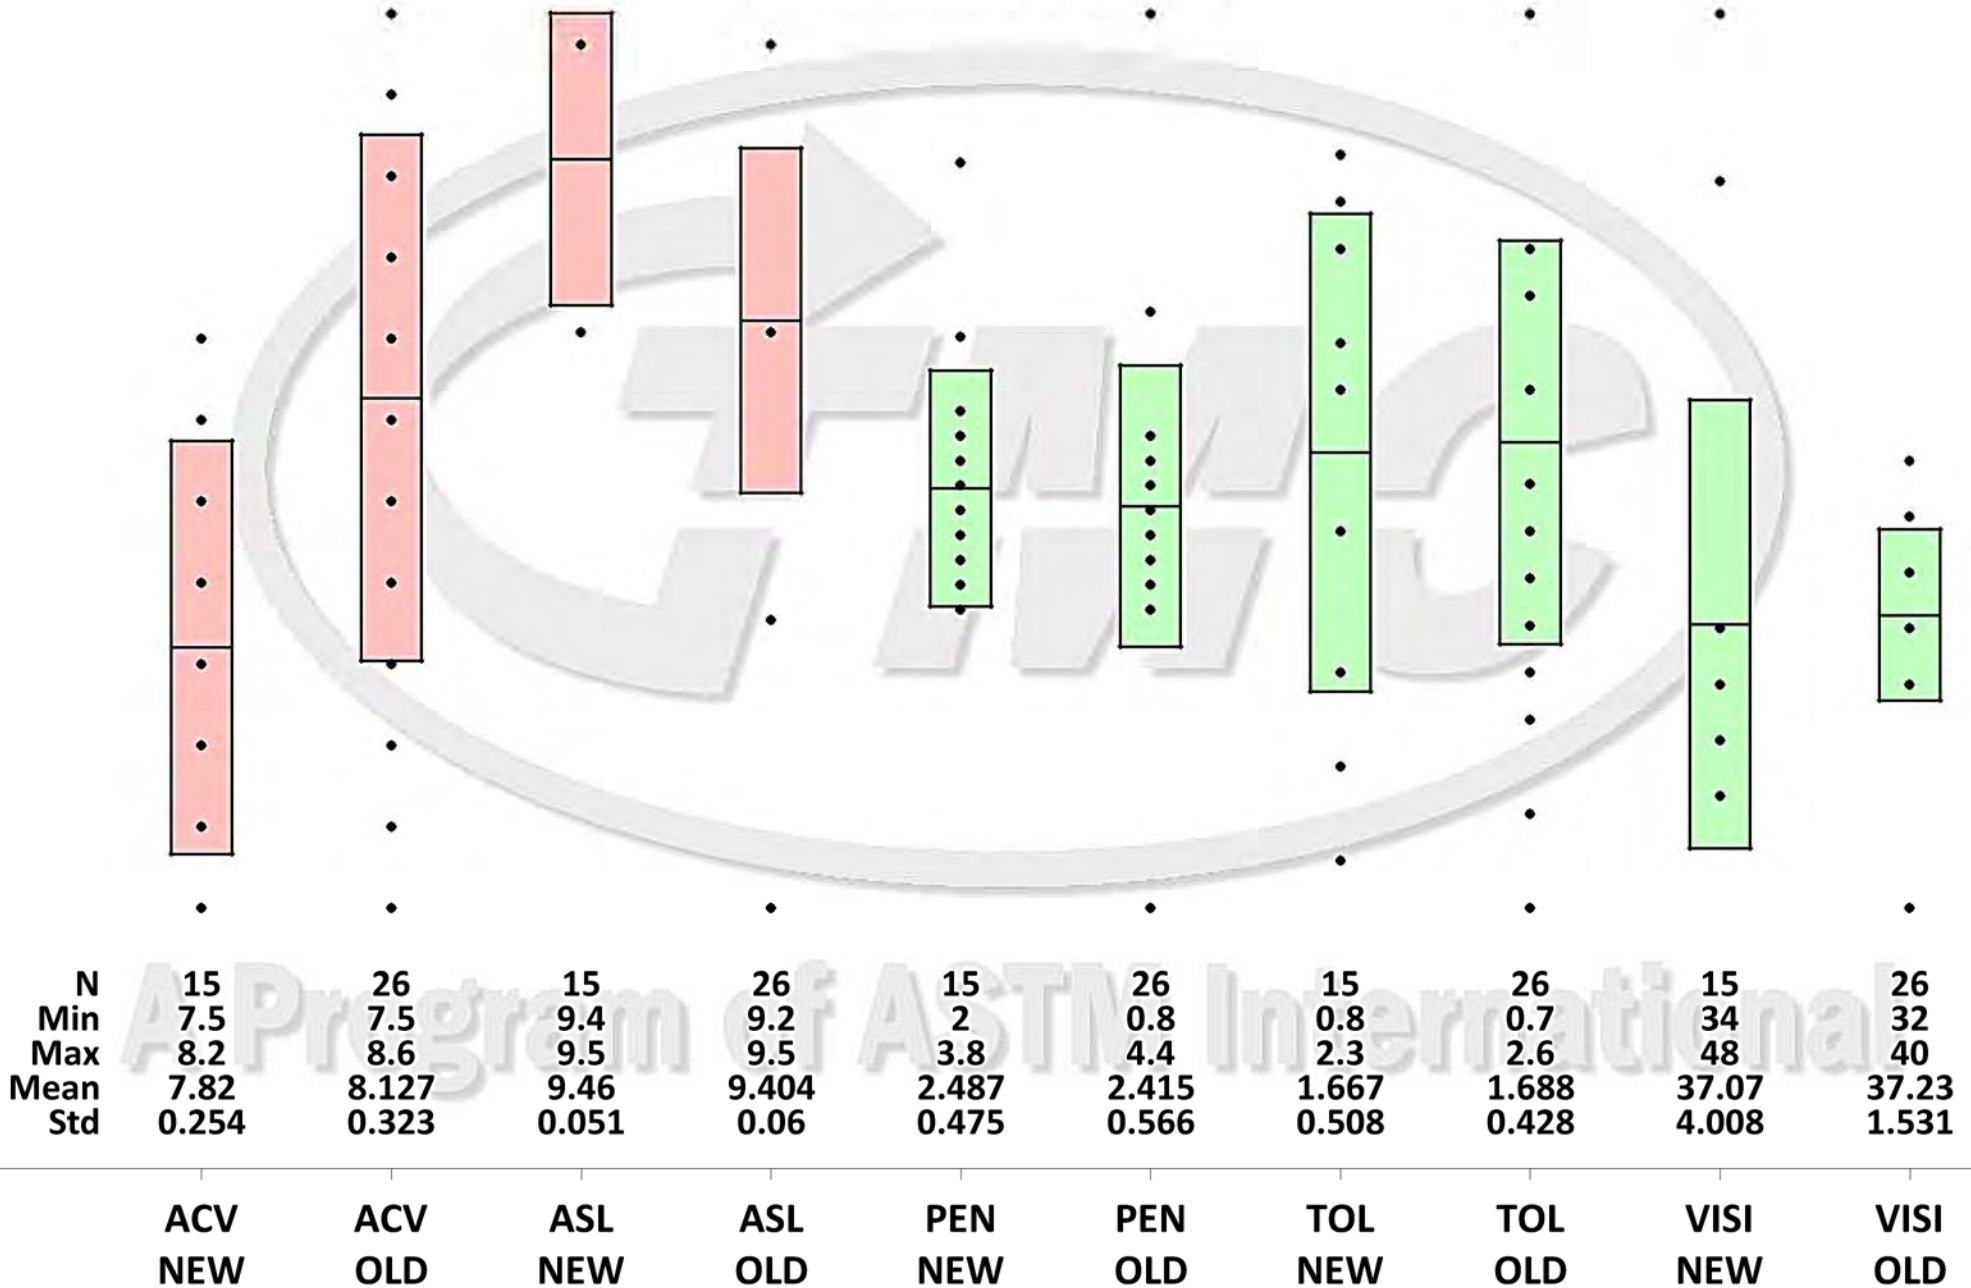 TMC
A Program of ASTM International
N 15 26 15 26 15 26 15 26 15 26
Min 7.5 7.5 9.4 9.2 2 0.8 0.8 0.7 34 32
Max 8.2 8.6 9.5 9.5 3.8 4.4 2.3 2.6 48 40
Mean 7.82 8.127 9.46 9.404 2.487 2.415 1.667 1.688 37.07 37.23
Std 0.254 0.323 0.051 0.06 0.475 0.566 0.508 0.428 4.008 1.531
ACV ACV ASL ASL PEN PEN TOL TOL VISI VISI
NEW OLD NEW OLD NEW OLD NEW OLD NEW OLD